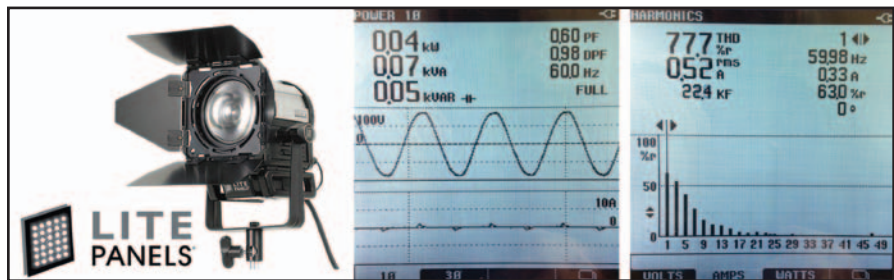 LITE
PANELS
POWER 1Ø
0.04 kW
0.07 kVA
0.05 kVAR
0.60 PF
0.98 DPF
60.0 Hz
FULL
100V
0
10A
0
1Ø 3Ø
HARMONICS
77.7 THD %r
0.52 rms A
22.4 KF
1
59.98 Hz
0.33 A
63.0 %r
0 °
100
%r
50
0
1 5 9 13 17 21 25 29 33 37 41 45 49
VOLTS AMPS WATTS